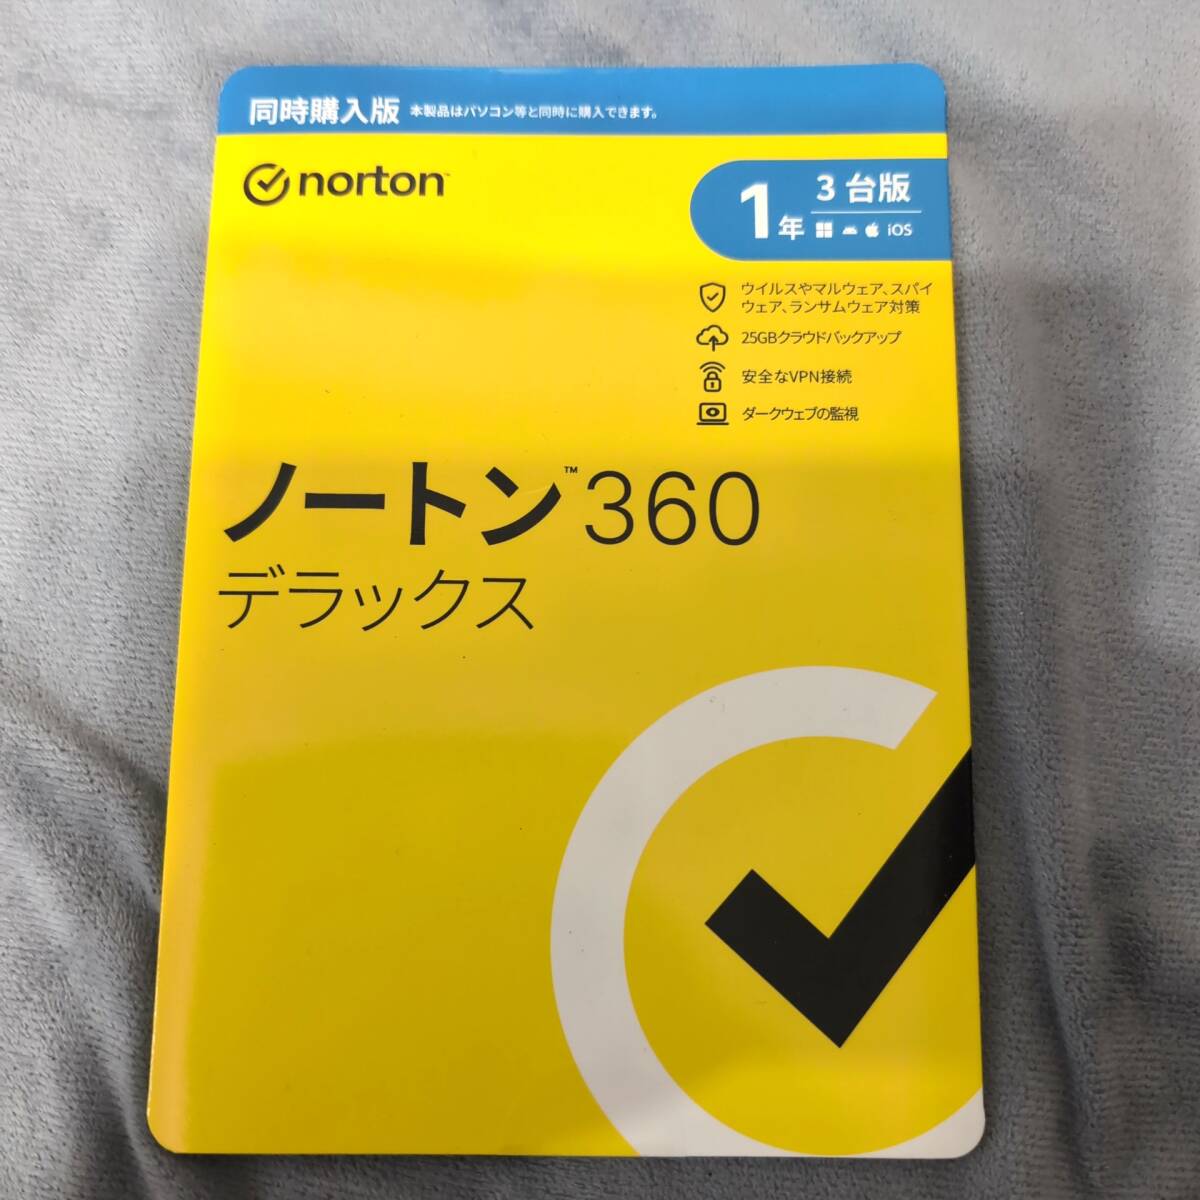 同時購入版 本製品はパソコン等と同時に購入できます。
norton
1年
3台版
iOS
ウイルスやマルウェア、スパイ
ウェア、ランサムウェア対策
25GBクラウドバックアップ
安全なVPN接続
ダークウェブの監視
ノートン™ 360
デラックス